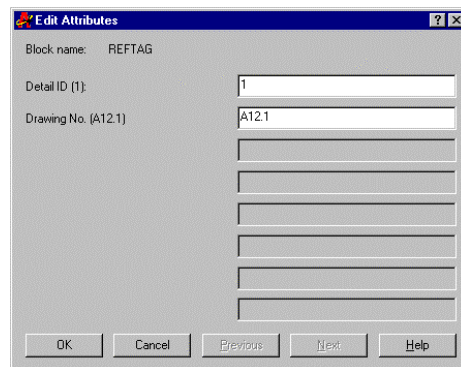 Edit Attributes
Block name: REFTAG
Detail ID (1): 1
Drawing No. (A12.1) A12.1
OK Cancel Previous Next Help